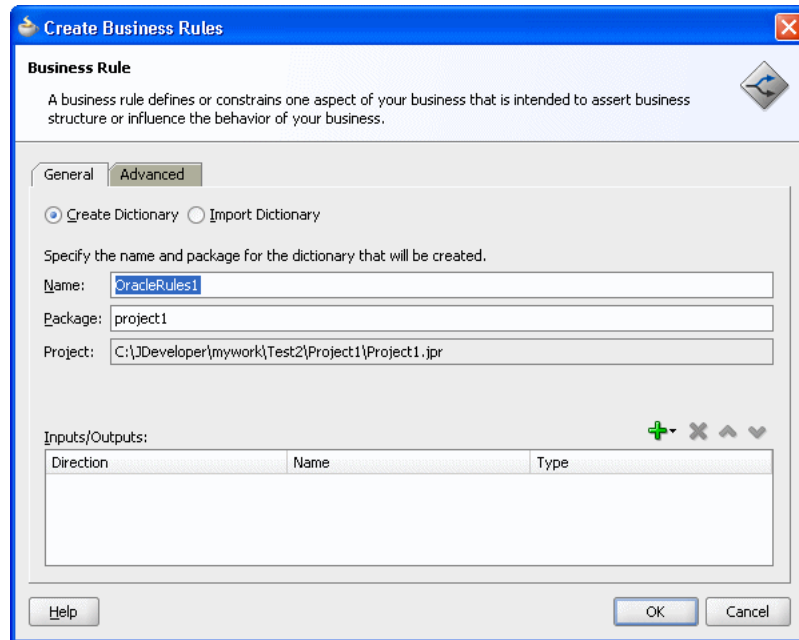 Create Business Rules
Business Rule
A business rule defines or constrains one aspect of your business that is intended to assert business
structure or influence the behavior of your business.
General Advanced
Create Dictionary Import Dictionary
Specify the name and package for the dictionary that will be created.
Name: OracleRules1
Package: project1
Project: C:\JDeveloper\mywork\Test2\Project1\Project1.jpr
Inputs/Outputs:
Direction Name Type
Help OK Cancel